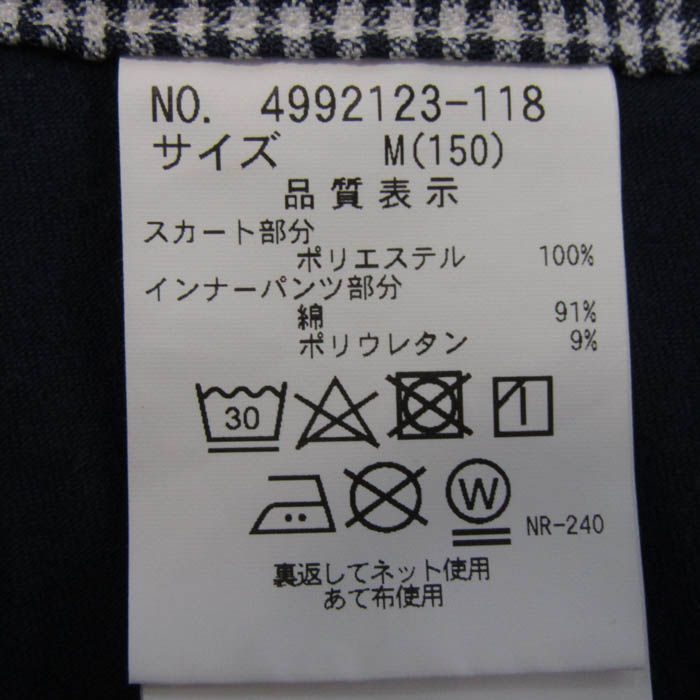 NO. 4992123-118
サイズ M(150)
品質表示
スカート部分
ポリエステル 100%
インナーパンツ部分
綿 91%
ポリウレタン 9%
30
W
NR-240
裏返してネット使用
あて布使用